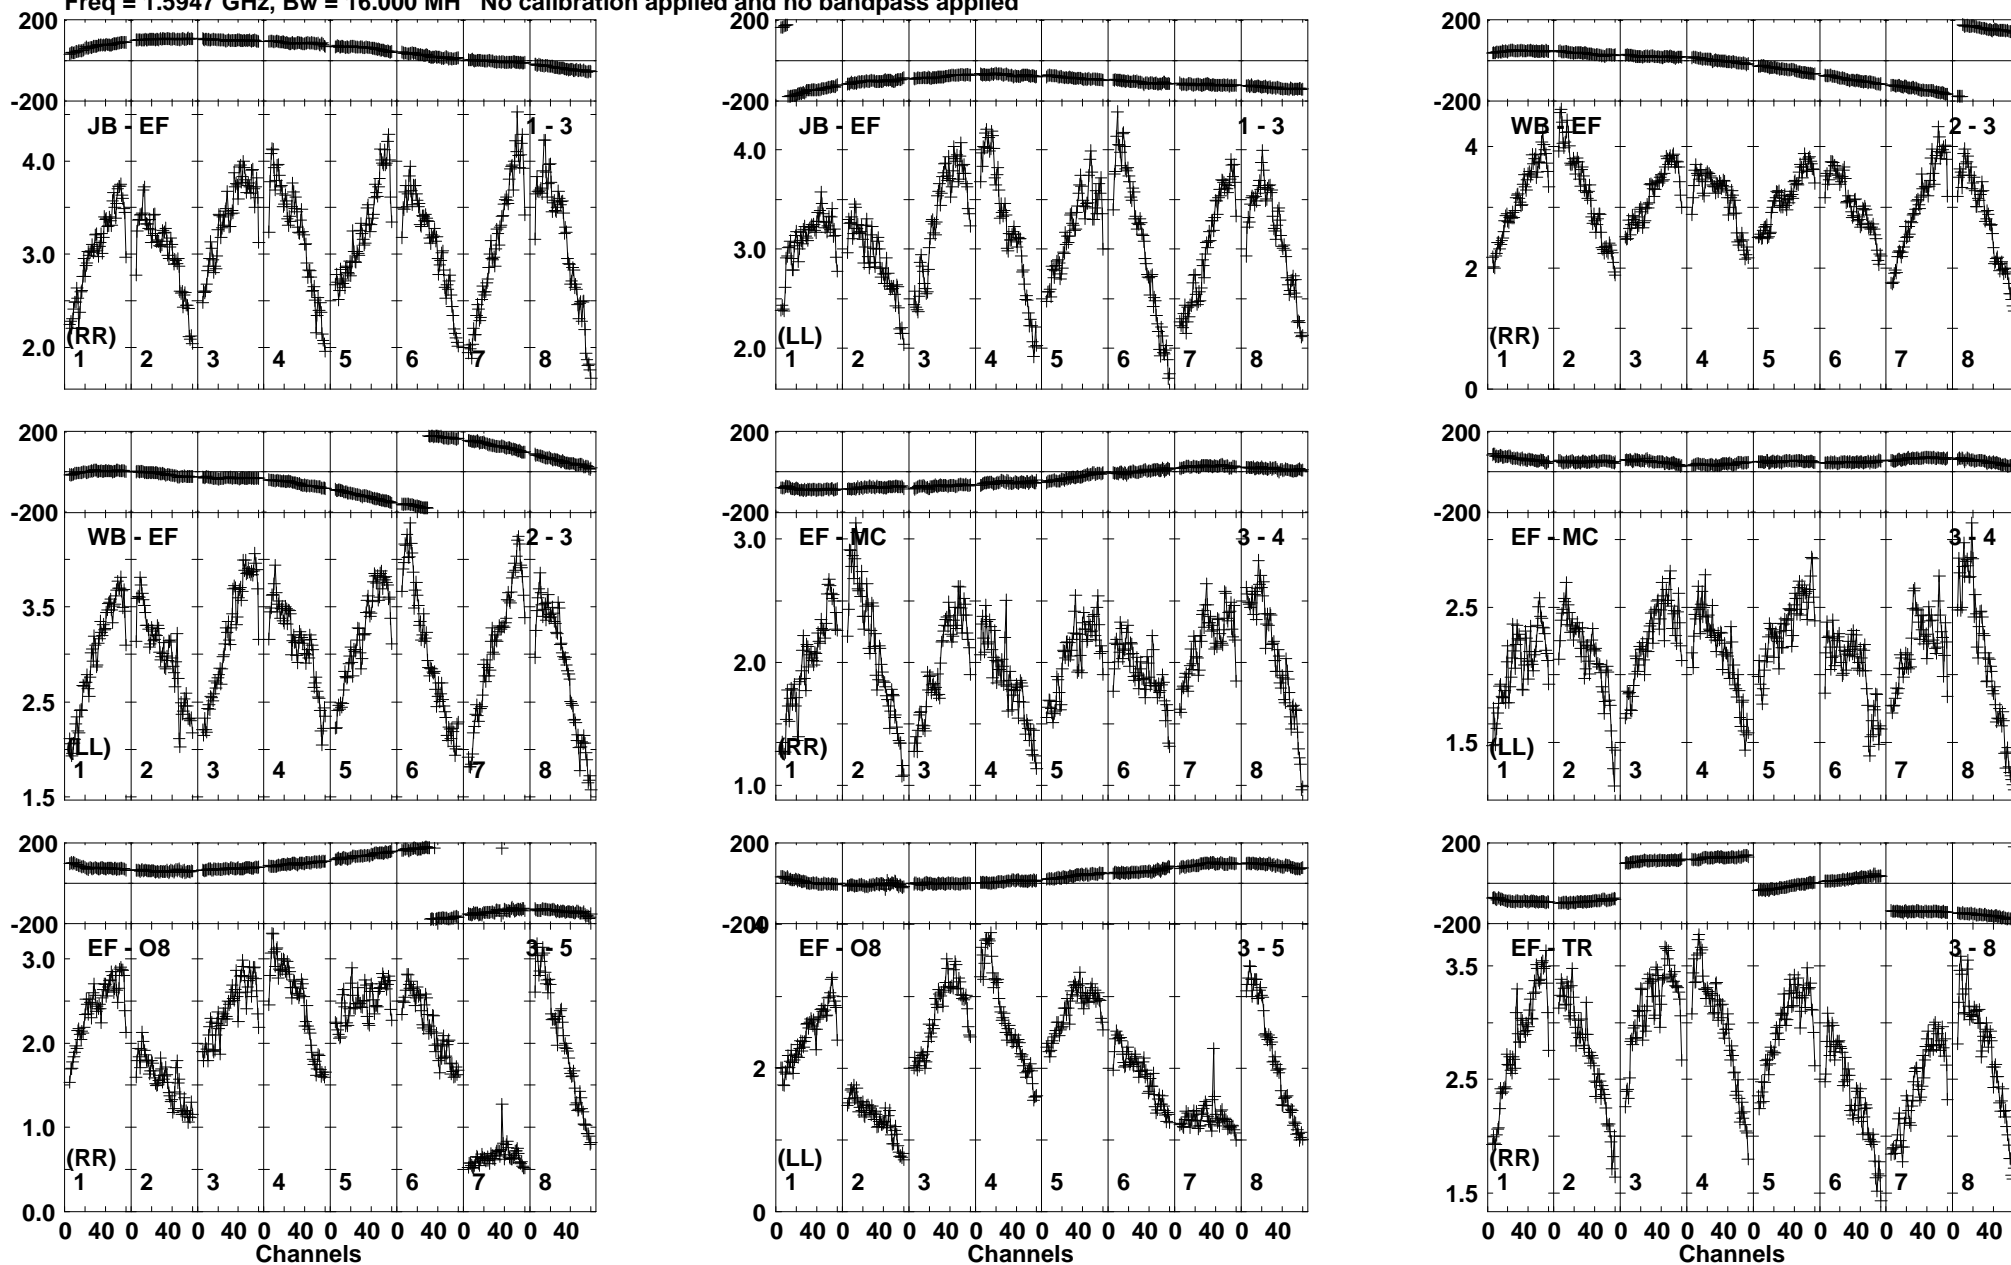 Freq = 1.5947 GHz, Bw = 16.000 MH No calibration applied and no bandpass applied
200 200 200
-200 -200 -200
JB - EF 1 - 3 JB - EF 1 - 3 WB - EF 2 - 3
4.0 4.0 4
3.0 3.0 2
(RR) (LL) (RR)
2.0 2.0
1 2 3 4 5 6 7 8 1 2 3 4 5 6 7 8 1 2 3 4 5 6 7 8
0
200 200 200
-200 -200 -200
WB - EF 2 - 3 EF - MC 3 - 4 EF - MC 3 - 4
3.5 3.0 2.5
2.5 2.0 1.5
(LL) (RR) (LL)
1 2 3 4 5 6 7 8 1 2 3 4 5 6 7 8 1 2 3 4 5 6 7 8
1.5 1.0
200 200 200
-200 -200 -200
4
EF - O8 3 - 5 EF - O8 3 - 5 EF - TR 3 - 8
3.0 3.5
2.0 2 2.5
1.0
(RR) (LL) (RR)
1 2 3 4 5 6 7 8 1 2 3 4 5 6 7 8 1 2 3 4 5 6 7 8
0.0 0 1.5
0 40 0 40 0 40 0 40 0 40 0 40 0 40 0 40 0 40 0 40 0 40 0 40 0 40 0 40 0 40 0 40 0 40 0 40 0 40 0 40 0 40 0 40 0 40 0 40
Channels Channels Channels